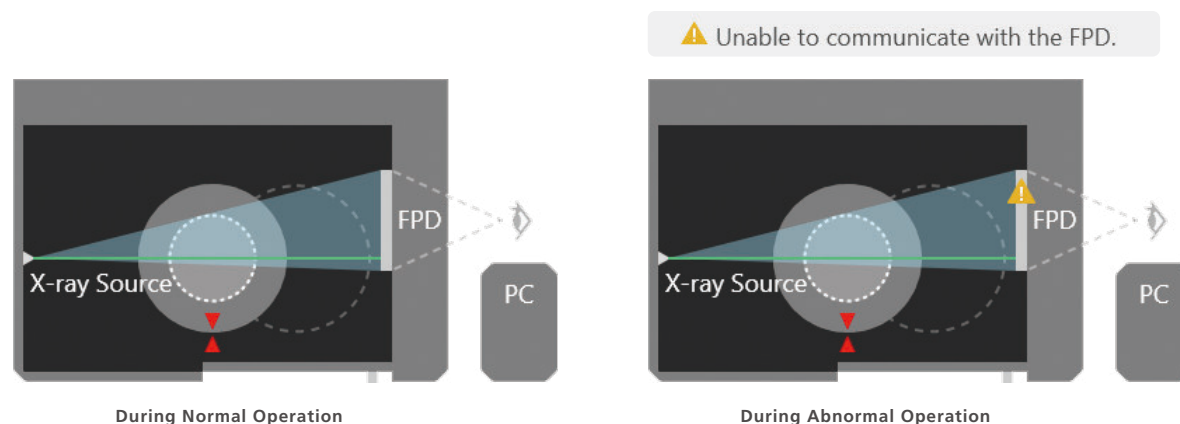 Unable to communicate with the FPD.
FPD
X-ray Source
PC
During Normal Operation
FPD
X-ray Source
PC
During Abnormal Operation